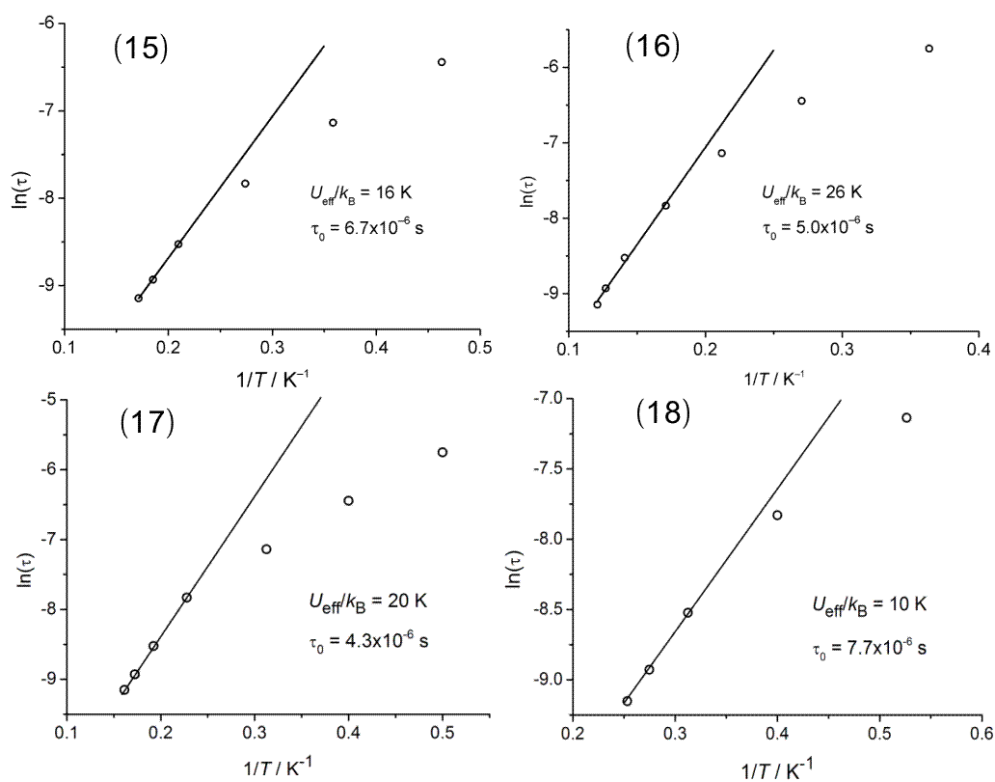 (15)
-6
-7
-8
-9
ln(τ)
U_eff/k_B = 16 K
τ_0 = 6.7x10^–6 s
0.1 0.2 0.3 0.4 0.5
1/T / K^–1
(16)
-6
-7
-8
-9
ln(τ)
U_eff/k_B = 26 K
τ_0 = 5.0x10^–6 s
0.1 0.2 0.3 0.4
1/T / K^–1
(17)
-5
-6
-7
-8
-9
ln(τ)
U_eff/k_B = 20 K
τ_0 = 4.3x10^–6 s
0.1 0.2 0.3 0.4 0.5
1/T / K^-1
(18)
-7.0
-7.5
-8.0
-8.5
-9.0
ln(τ)
U_eff/k_B = 10 K
τ_0 = 7.7x10^–6 s
0.2 0.3 0.4 0.5 0.6
1/T / K^-1